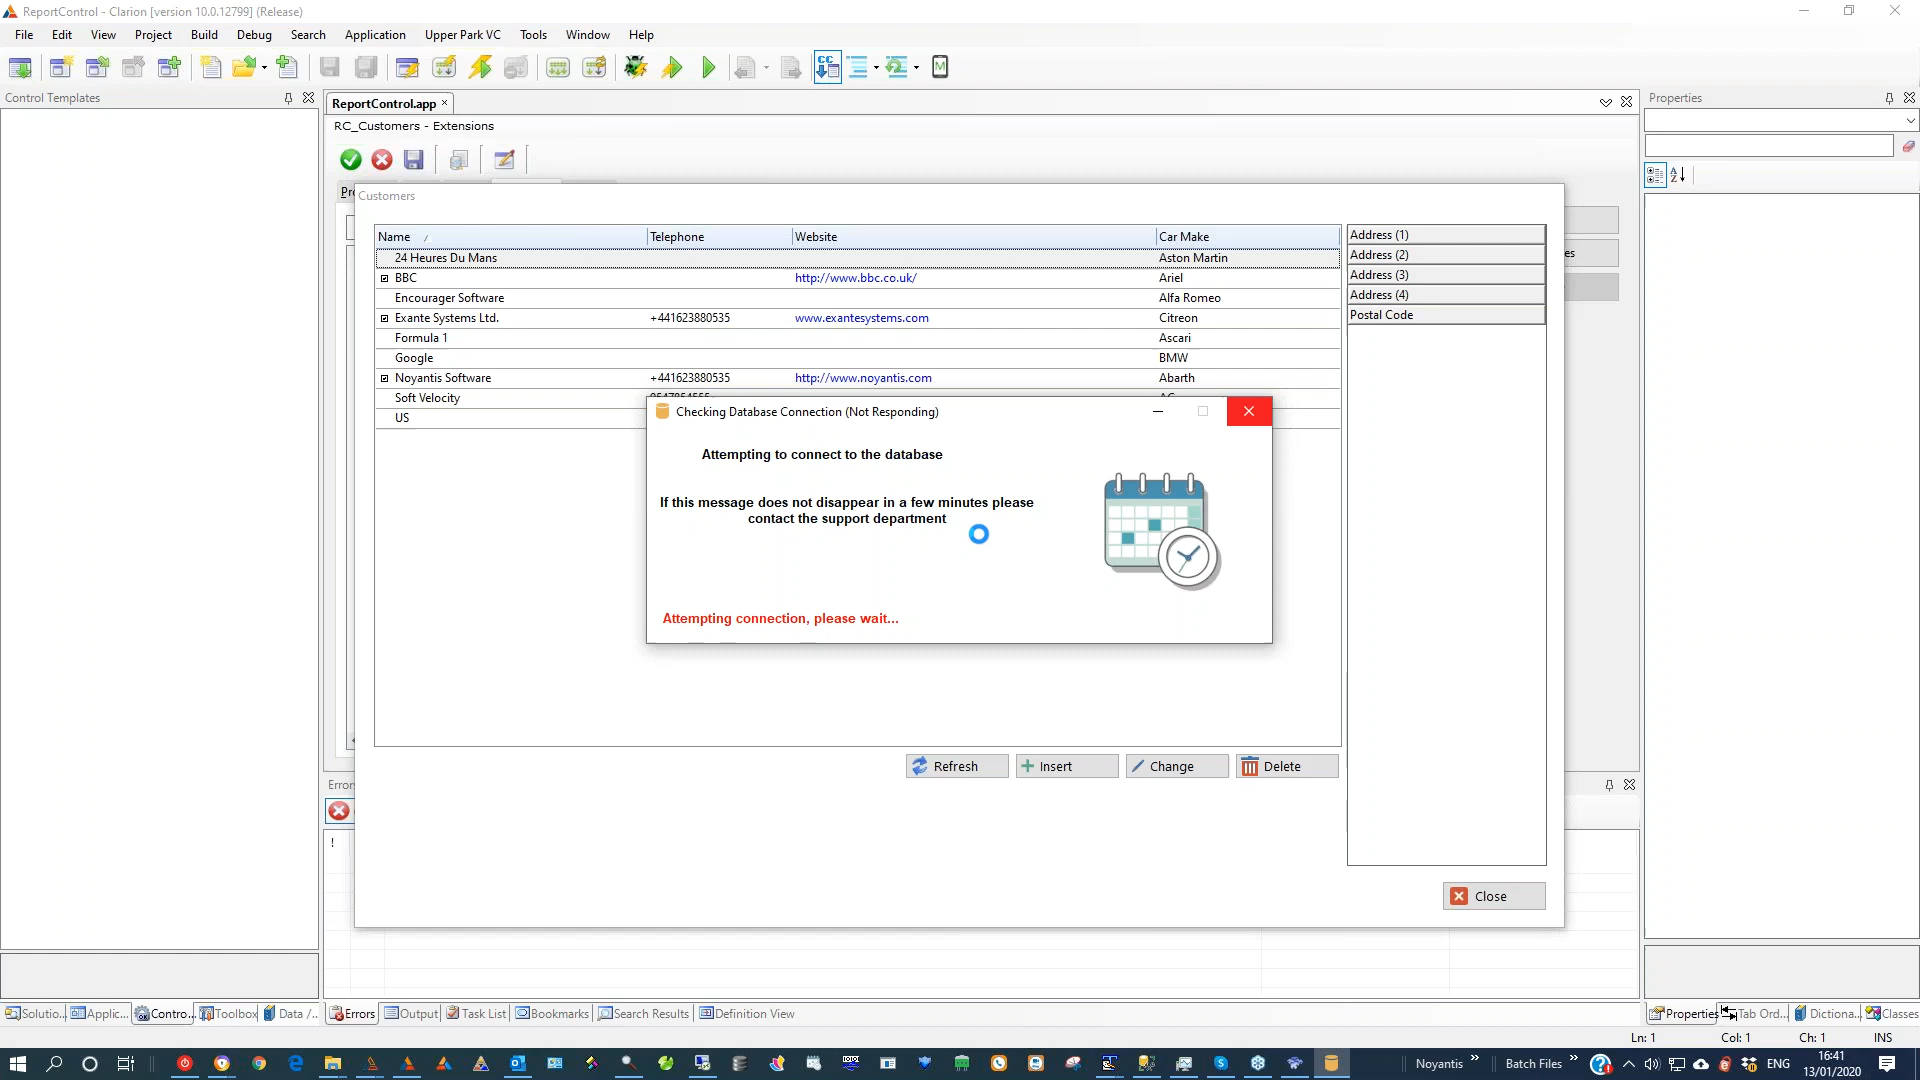 ReportControl - Clarion [version 10.0.12799] (Release)
File Edit View Project Build Debug Search Application Upper Park VC Tools Window Help
Control Templates
ReportControl.app
Properties
RC_Customers - Extensions
Customers
Name Telephone Website Car Make
24 Heures Du Mans Aston Martin
BBC http://www.bbc.co.uk/ Ariel
Encourager Software Alfa Romeo
Exante Systems Ltd. +441623880535 www.exantesystems.com Citreon
Formula 1 Ascari
Google BMW
Noyantis Software +441623880535 http://www.noyantis.com Abarth
Soft Velocity
US
Address (1)
Address (2)
Address (3)
Address (4)
Postal Code
es
Checking Database Connection (Not Responding)
Attempting to connect to the database
If this message does not disappear in a few minutes please
contact the support department
Attempting connection, please wait...
Refresh Insert Change Delete
Close
Errors
!
Solutio... Applic... Contro... Toolbox Data /...
Errors Output Task List Bookmarks Search Results Definition View
Properties Tab Ord... Dictiona... Classes
Ln: 1 Col: 1 Ch: 1 INS
Noyantis Batch Files ENG 16:41
13/01/2020